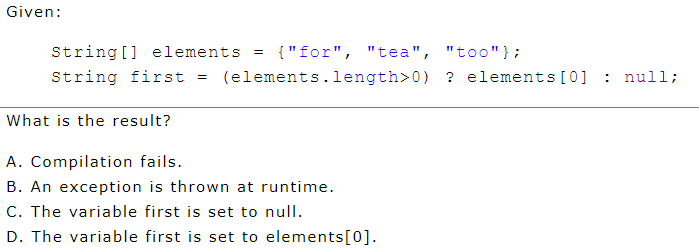 Given:
String[] elements = {"for", "tea", "too"};
String first = (elements.length>0) ? elements[0] : null;
What is the result?
A. Compilation fails.
B. An exception is thrown at runtime.
C. The variable first is set to null.
D. The variable first is set to elements[0].